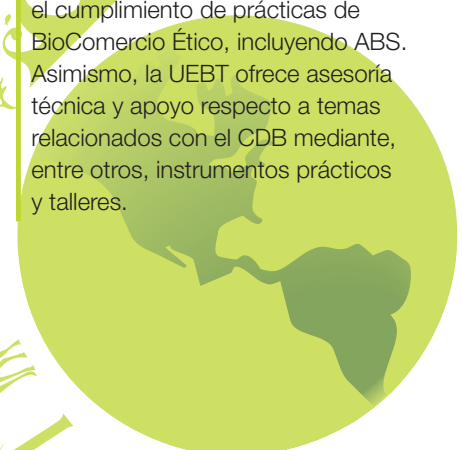 el cumplimiento de prácticas de
BioComercio Ético, incluyendo ABS.
Asimismo, la UEBT ofrece asesoría
técnica y apoyo respecto a temas
relacionados con el CDB mediante,
entre otros, instrumentos prácticos
y talleres.